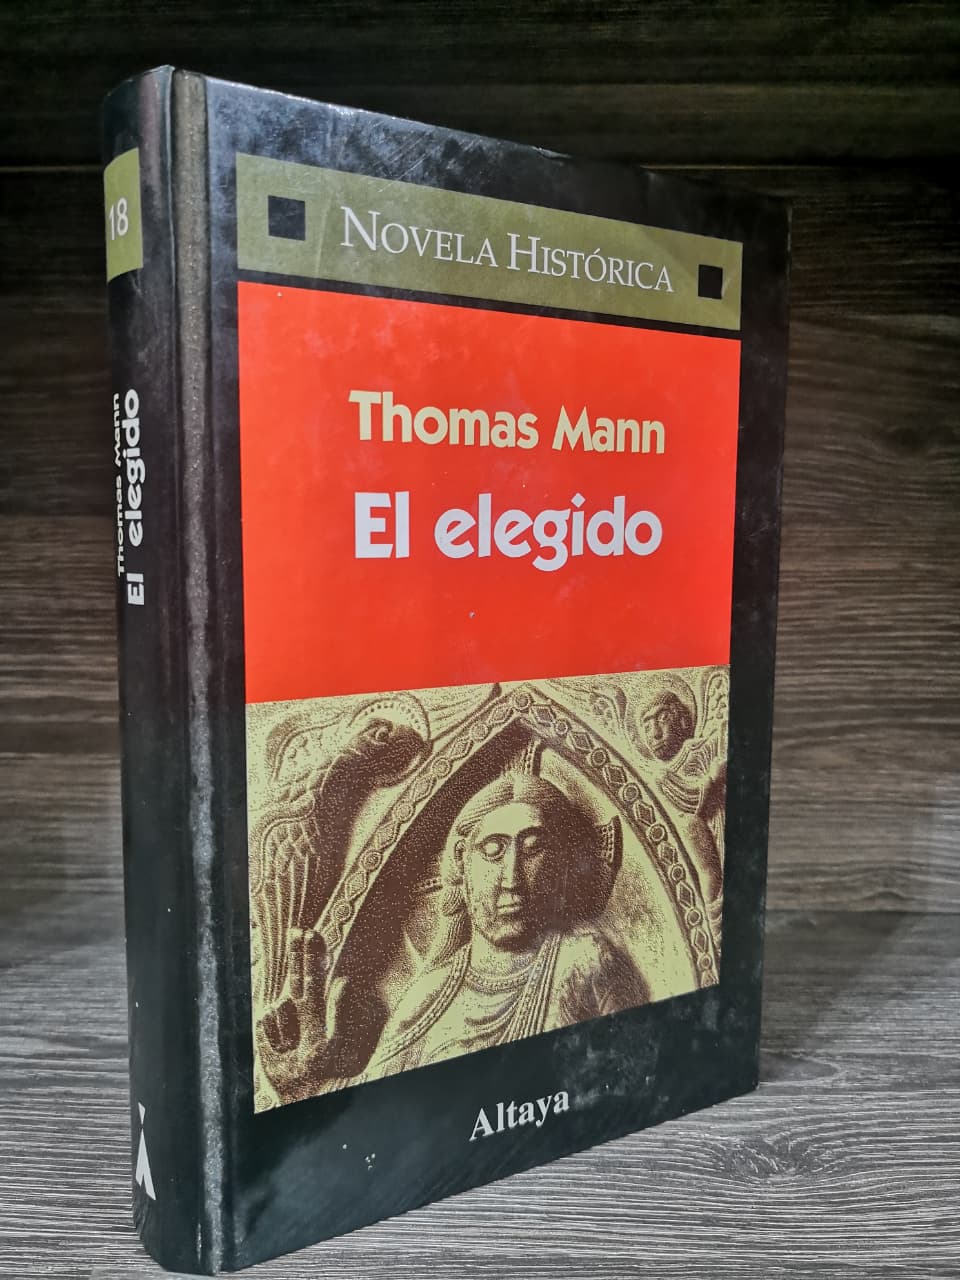 18
Thomas Mann
El elegido
NOVELA HISTÓRICA
Thomas Mann
El elegido
Altaya